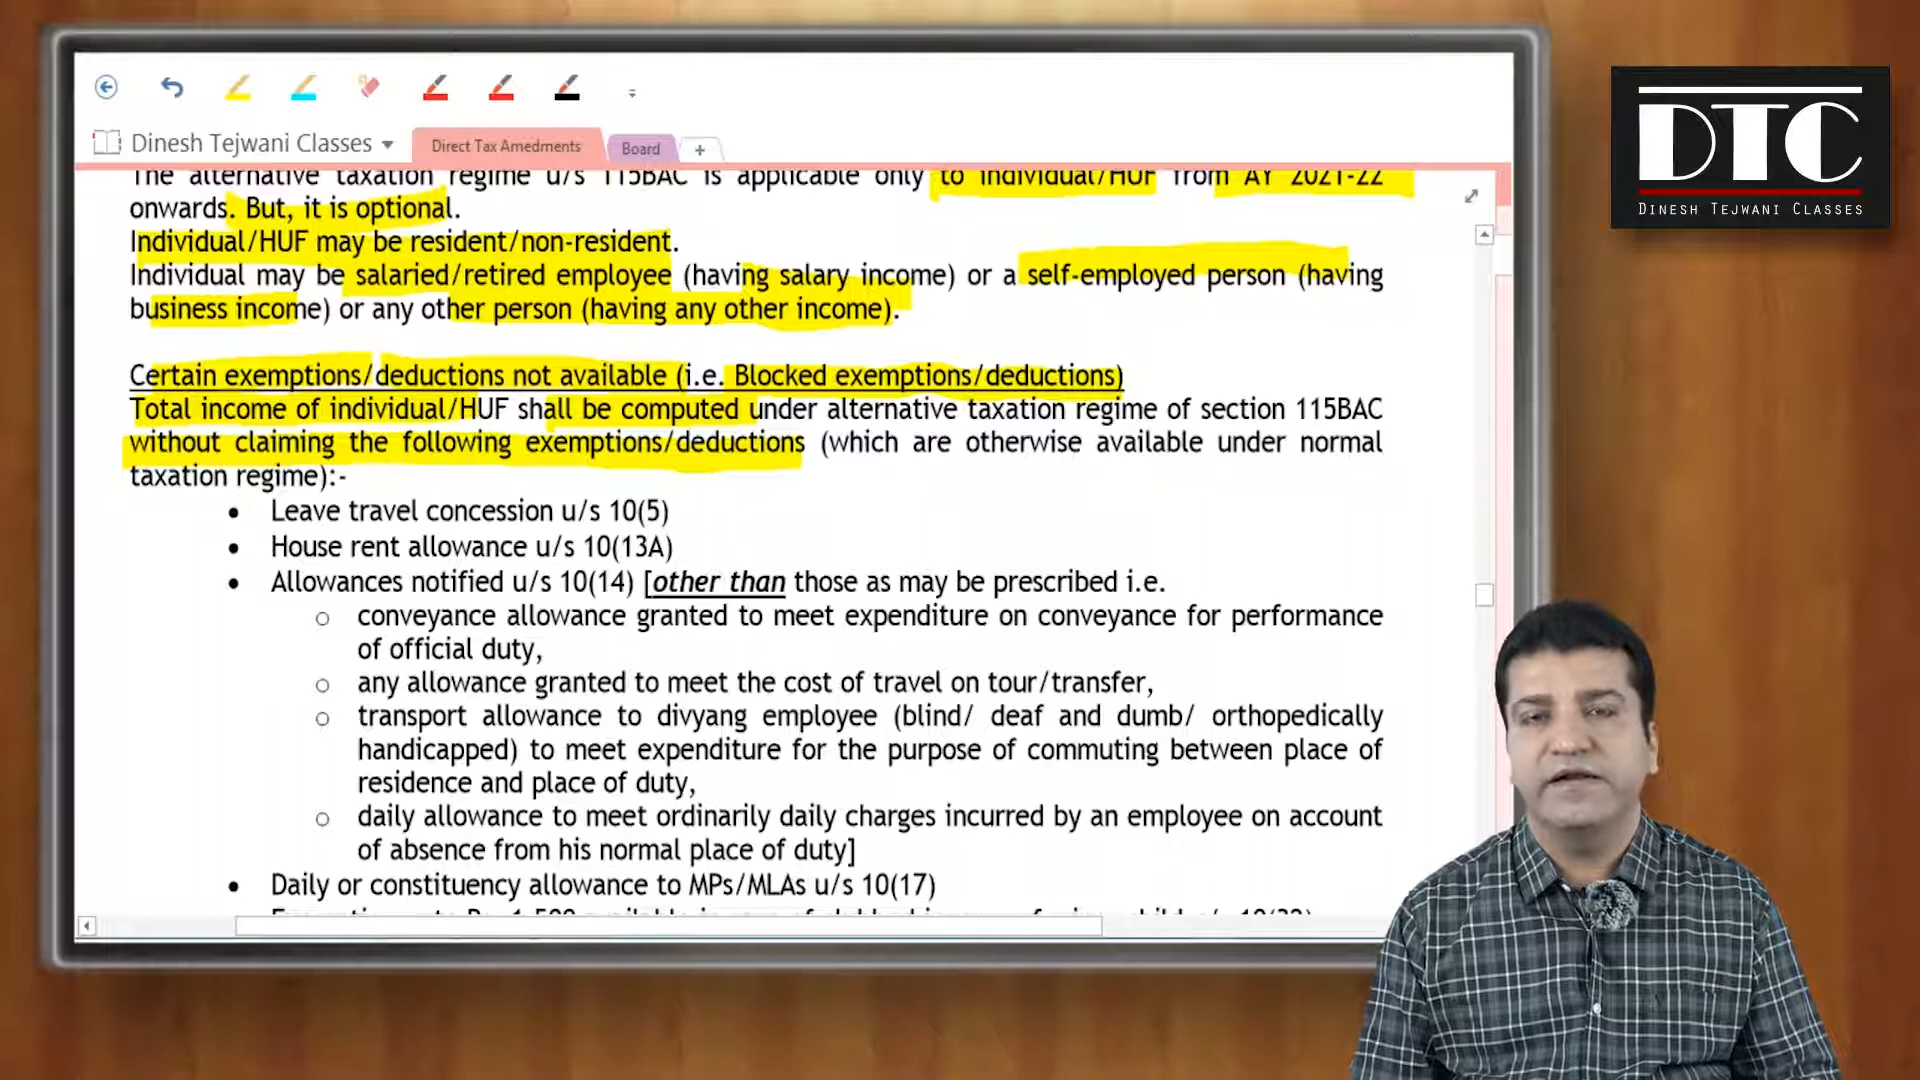 DTC
DINESH TEJWANI CLASSES
Dinesh Tejwani Classes
Direct Tax Amedments
Board
The alternative taxation regime u/s 115BAC is applicable only to individual/HUF from AY 2021-22
onwards. But, it is optional.
Individual/HUF may be resident/non-resident.
Individual may be salaried/retired employee (having salary income) or a self-employed person (having
business income) or any other person (having any other income).
Certain exemptions/deductions not available (i.e. Blocked exemptions/deductions)
Total income of individual/HUF shall be computed under alternative taxation regime of section 115BAC
without claiming the following exemptions/deductions (which are otherwise available under normal
taxation regime):-
• Leave travel concession u/s 10(5)
• House rent allowance u/s 10(13A)
• Allowances notified u/s 10(14) [other than those as may be prescribed i.e.
○ conveyance allowance granted to meet expenditure on conveyance for performance
of official duty,
○ any allowance granted to meet the cost of travel on tour/transfer,
○ transport allowance to divyang employee (blind/ deaf and dumb/ orthopedically
handicapped) to meet expenditure for the purpose of commuting between place of
residence and place of duty,
○ daily allowance to meet ordinarily daily charges incurred by an employee on account
of absence from his normal place of duty]
• Daily or constituency allowance to MPs/MLAs u/s 10(17)